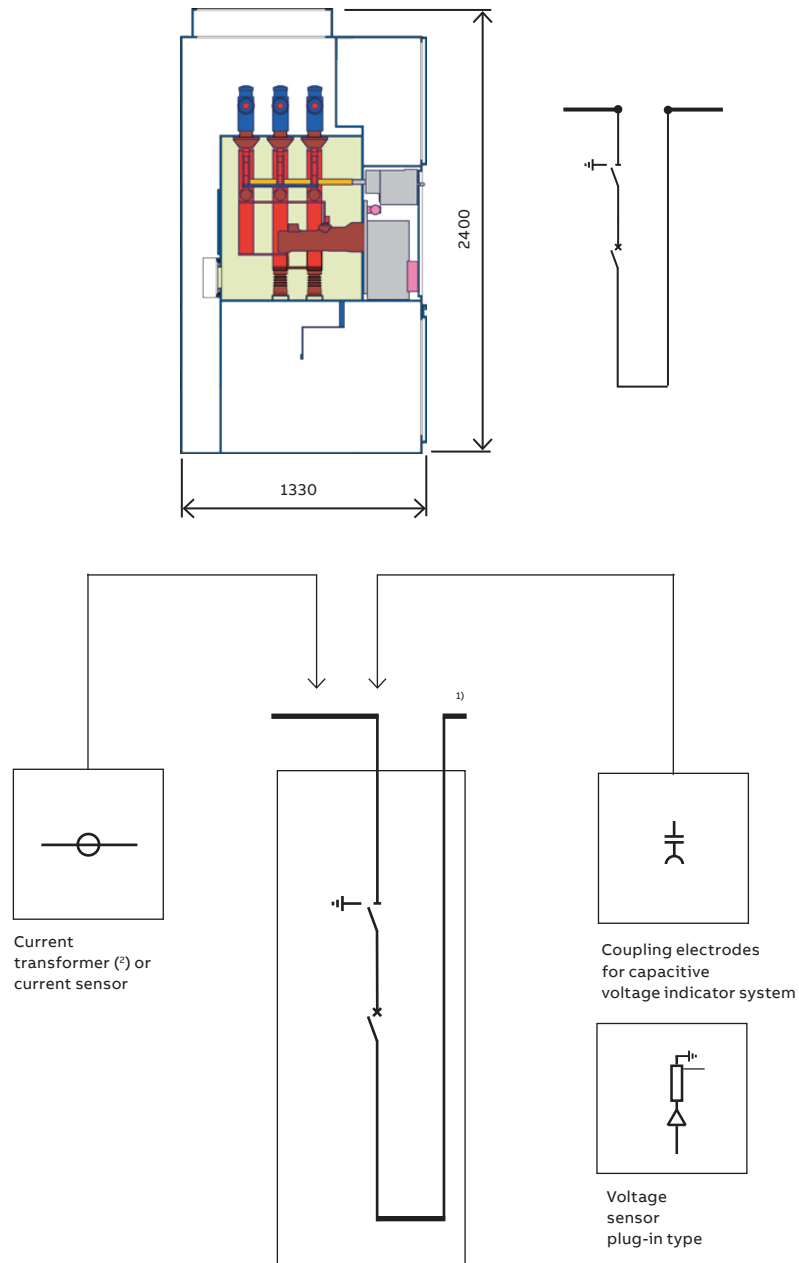 2400
1330
1)
Current
transformer (²) or
current sensor
Coupling electrodes
for capacitive
voltage indicator system
Voltage
sensor
plug-in type